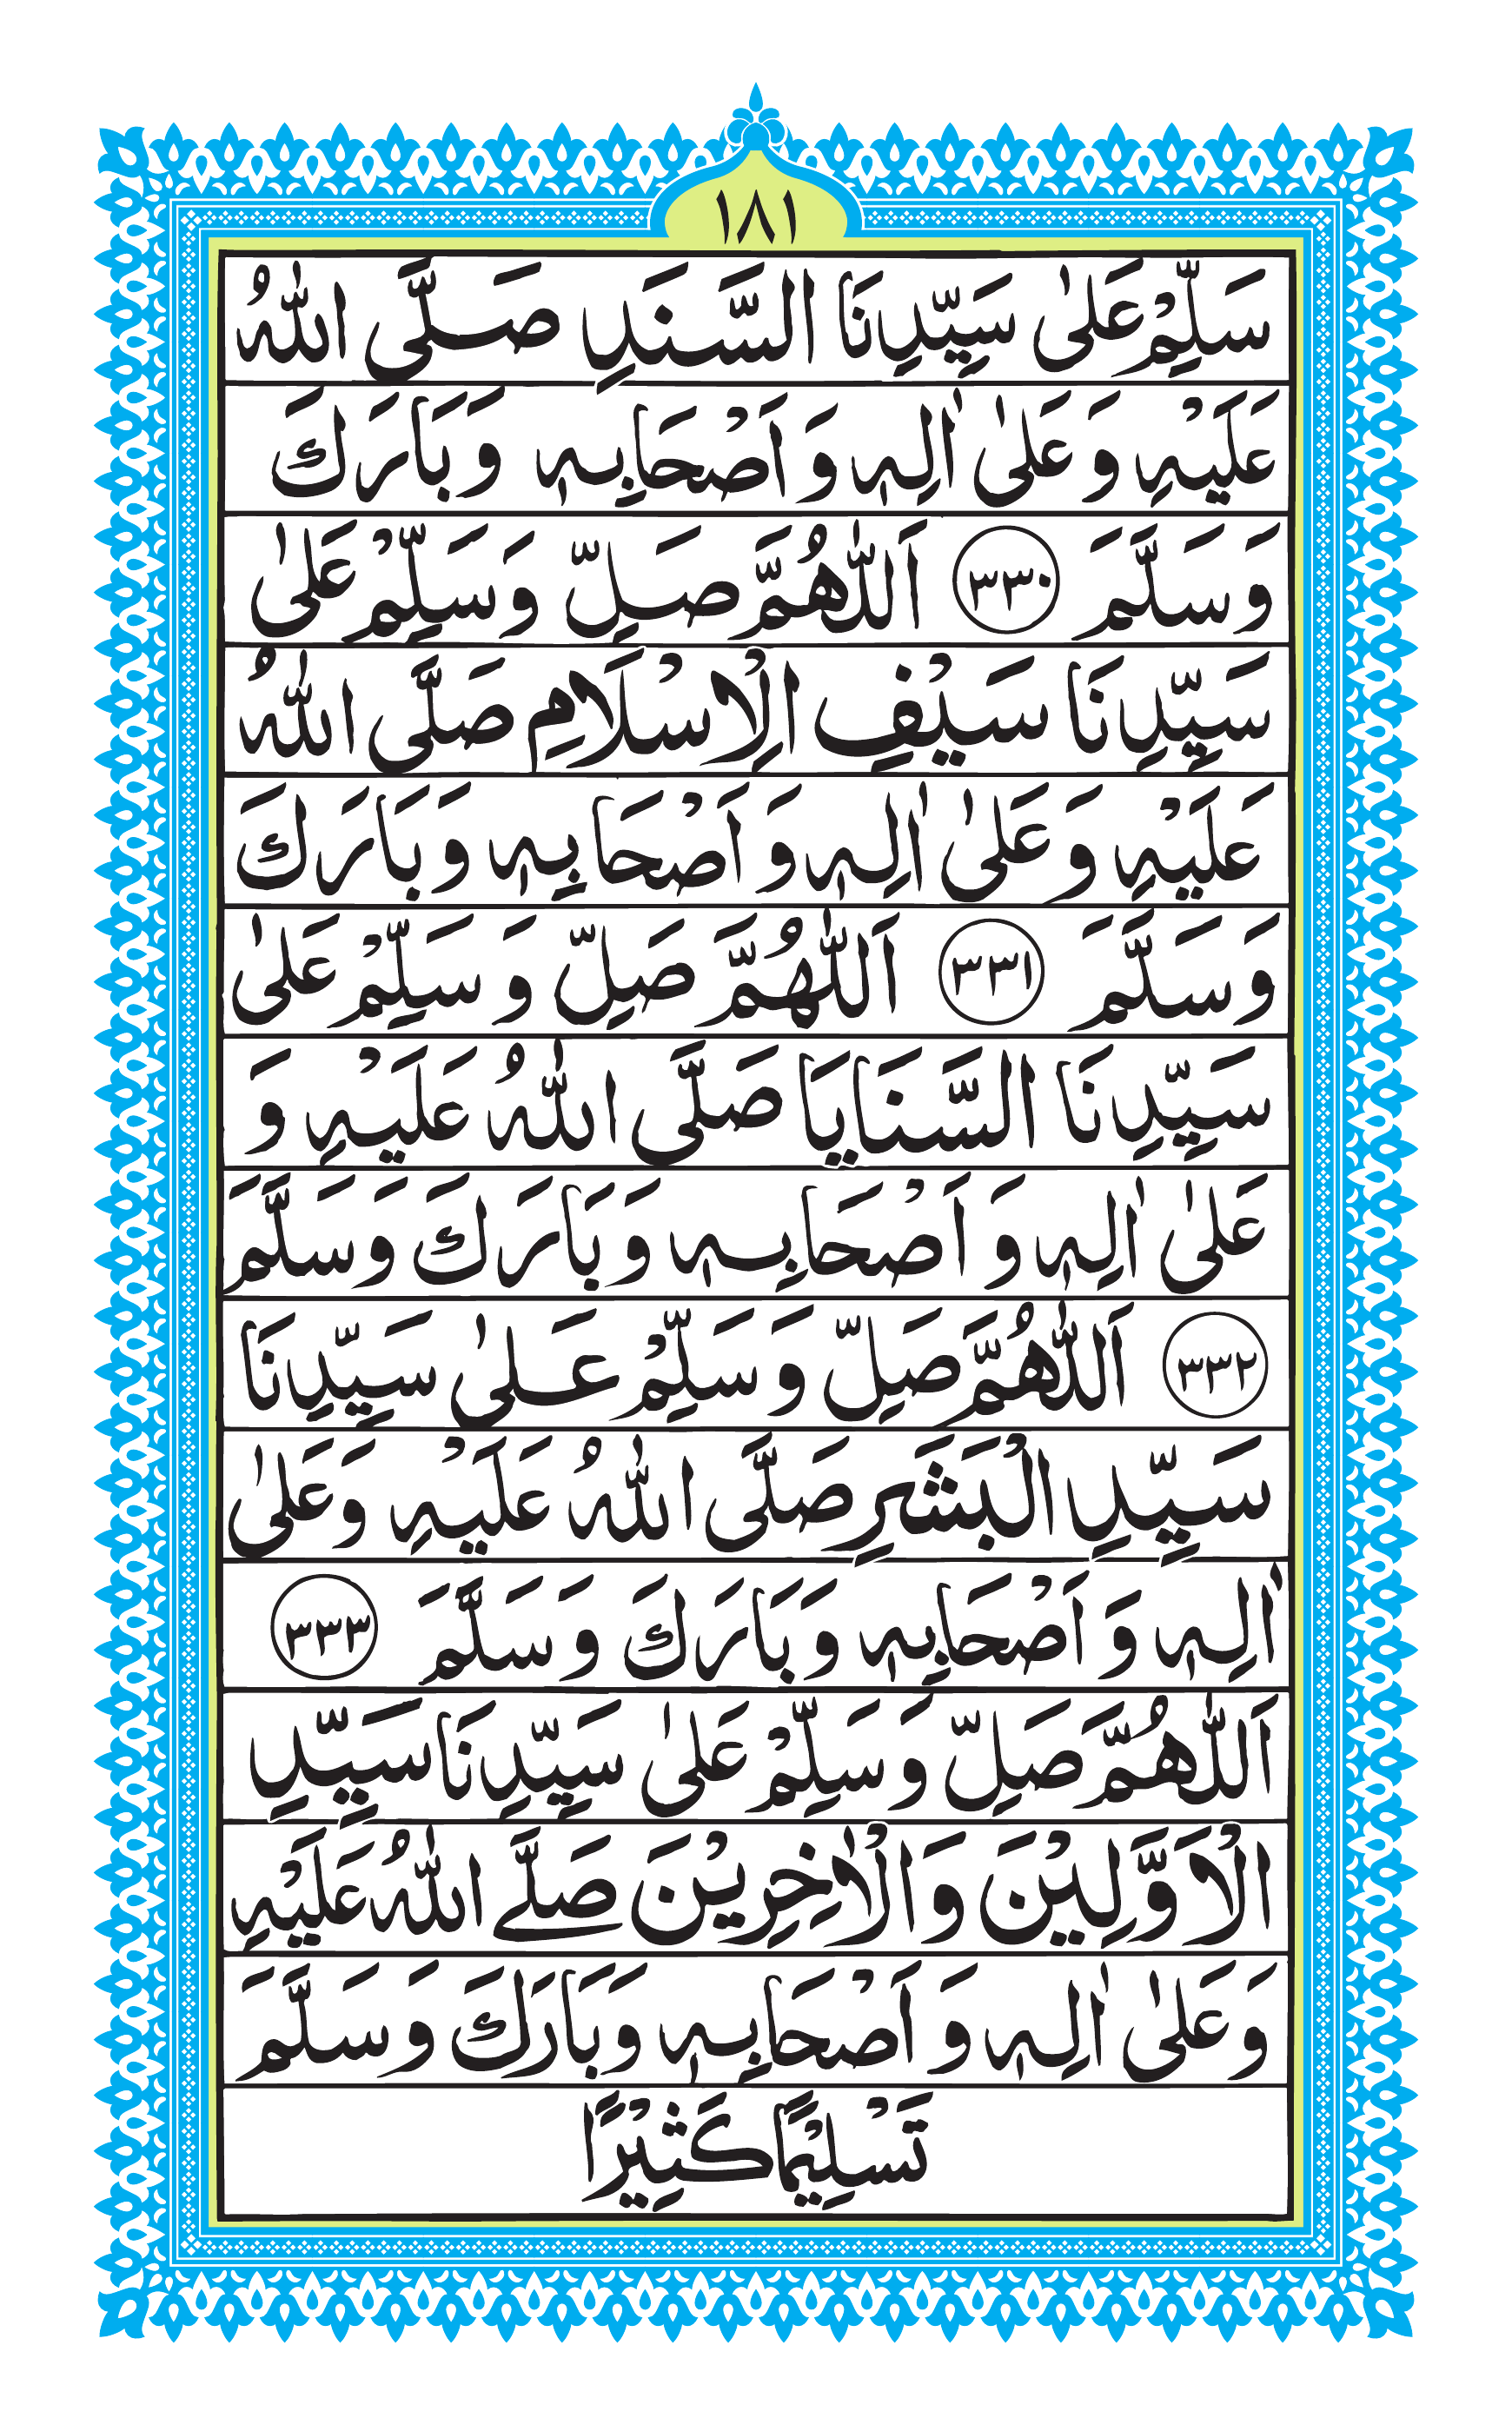 ١٨١
سَلِّمْ عَلٰى سَيِّدِنَا السَّنَدِ صَلَّى اللّٰهُ
عَلَيْهِ وَعَلٰى اٰلِهٖ وَاَصْحَابِهٖ وَبَارَكَ
وَسَلَّمَ ٣٣٠ اَللّٰهُمَّ صَلِّ وَسَلِّمْ عَلٰى
سَيِّدِنَا سَيْفِ الْاِسْلَامِ صَلَّى اللّٰهُ
عَلَيْهِ وَعَلٰى اٰلِهٖ وَاَصْحَابِهٖ وَبَارَكَ
وَسَلَّمَ ٣٣١ اَللّٰهُمَّ صَلِّ وَسَلِّمْ عَلٰى
سَيِّدِنَا السَّنَايَا صَلَّى اللّٰهُ عَلَيْهِ وَ
عَلٰى اٰلِهٖ وَاَصْحَابِهٖ وَبَارَكَ وَسَلَّمَ
٣٣٢ اَللّٰهُمَّ صَلِّ وَسَلِّمْ عَلٰى سَيِّدِنَا
سَيِّدِ الْبَشَرِ صَلَّى اللّٰهُ عَلَيْهِ وَعَلٰى
اٰلِهٖ وَاَصْحَابِهٖ وَبَارَكَ وَسَلَّمَ ٣٣٣
اَللّٰهُمَّ صَلِّ وَسَلِّمْ عَلٰى سَيِّدِنَا سَيِّدِ
الْاَوَّلِيْنَ وَالْاٰخِرِيْنَ صَلَّے اللّٰهُ عَلَيْهِ
وَعَلٰى اٰلِهٖ وَاَصْحَابِهٖ وَبَارَكَ وَسَلَّمَ
تَسْلِيْمًا كَثِيْرًا